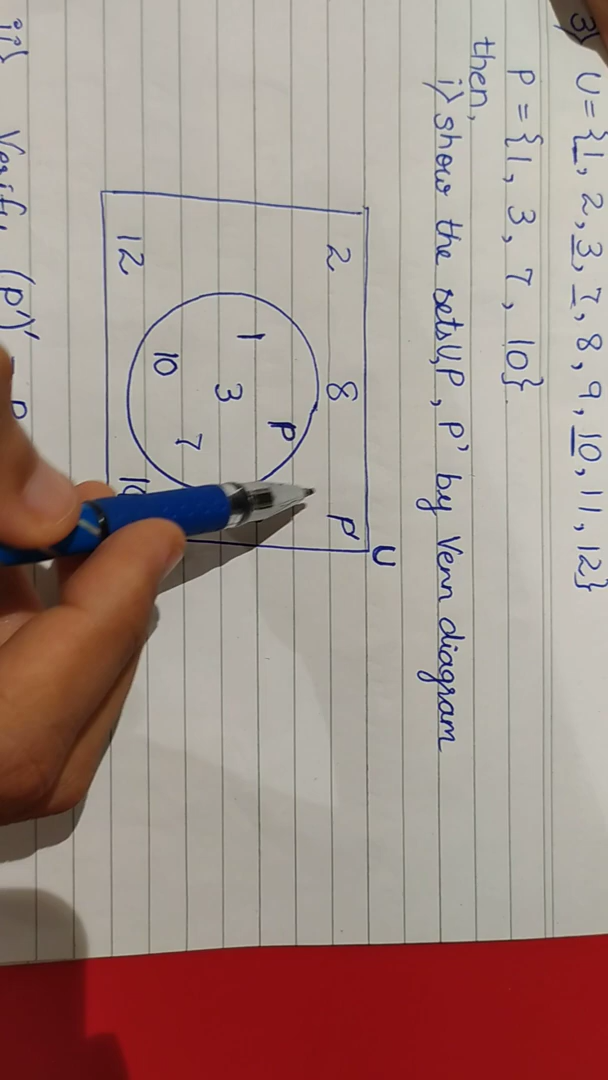 3) U = {1, 2, 3, 7, 8, 9, 10, 11, 12}
P = {1, 3, 7, 10}.
then,
i) show the sets U, P, P' by Venn diagram
U
2 8 P'
P
1 3
10 7
12
ii) Verify (P')' = P